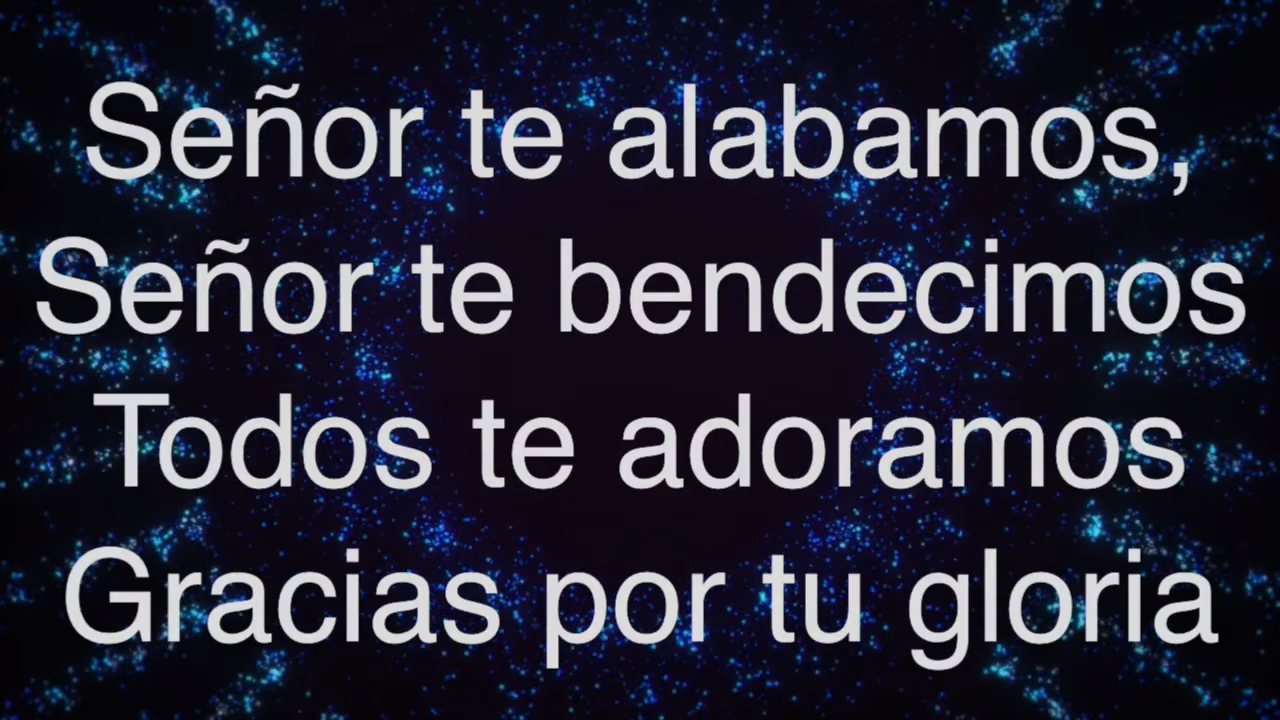 Señor te alabamos,
Señor te bendecimos
Todos te adoramos
Gracias por tu gloria